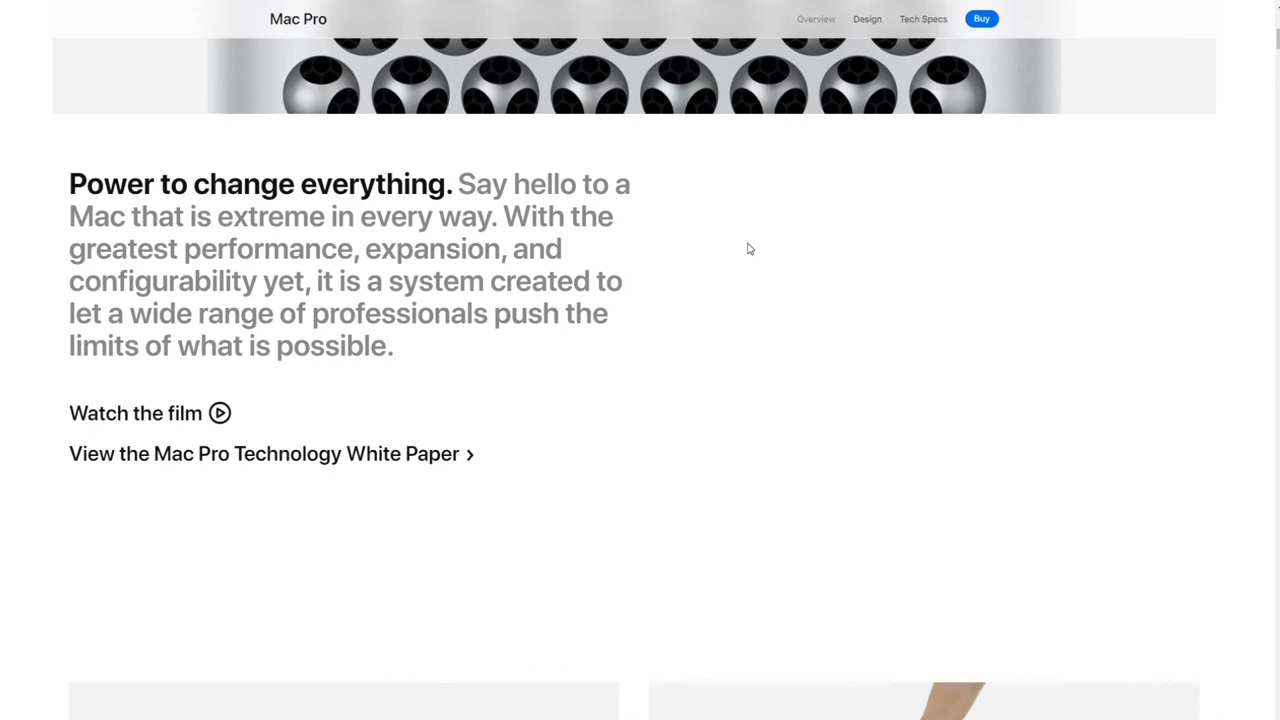 Mac Pro
Overview
Design
Tech Specs
Buy
Power to change everything. Say hello to a
Mac that is extreme in every way. With the
greatest performance, expansion, and
configurability yet, it is a system created to
let a wide range of professionals push the
limits of what is possible.
Watch the film
View the Mac Pro Technology White Paper